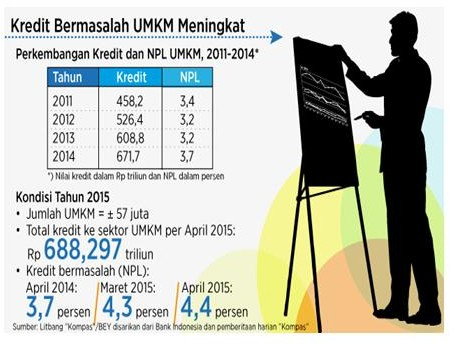 Kredit Bermasalah UMKM Meningkat
Perkembangan Kredit dan NPL UMKM, 2011-2014*
Tahun Kredit NPL
2011 458,2 3,4
2012 526,4 3,2
2013 608,8 3,2
2014 671,7 3,7
*) Nilai kredit dalam Rp triliun dan NPL dalam persen
Kondisi Tahun 2015
• Jumlah UMKM = ± 57 juta
• Total kredit ke sektor UMKM per April 2015:
Rp 688,297 triliun
• Kredit bermasalah (NPL):
April 2014: Maret 2015: April 2015:
3,7 persen / 4,3 persen / 4,4 persen
Sumber: Litbang "Kompas"/BEY disarikan dari Bank Indonesia dan pemberitaan harian "Kompas"